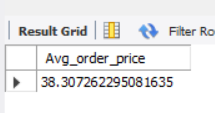 Result Grid Filter Ro
Avg_order_price
38.307262295081635